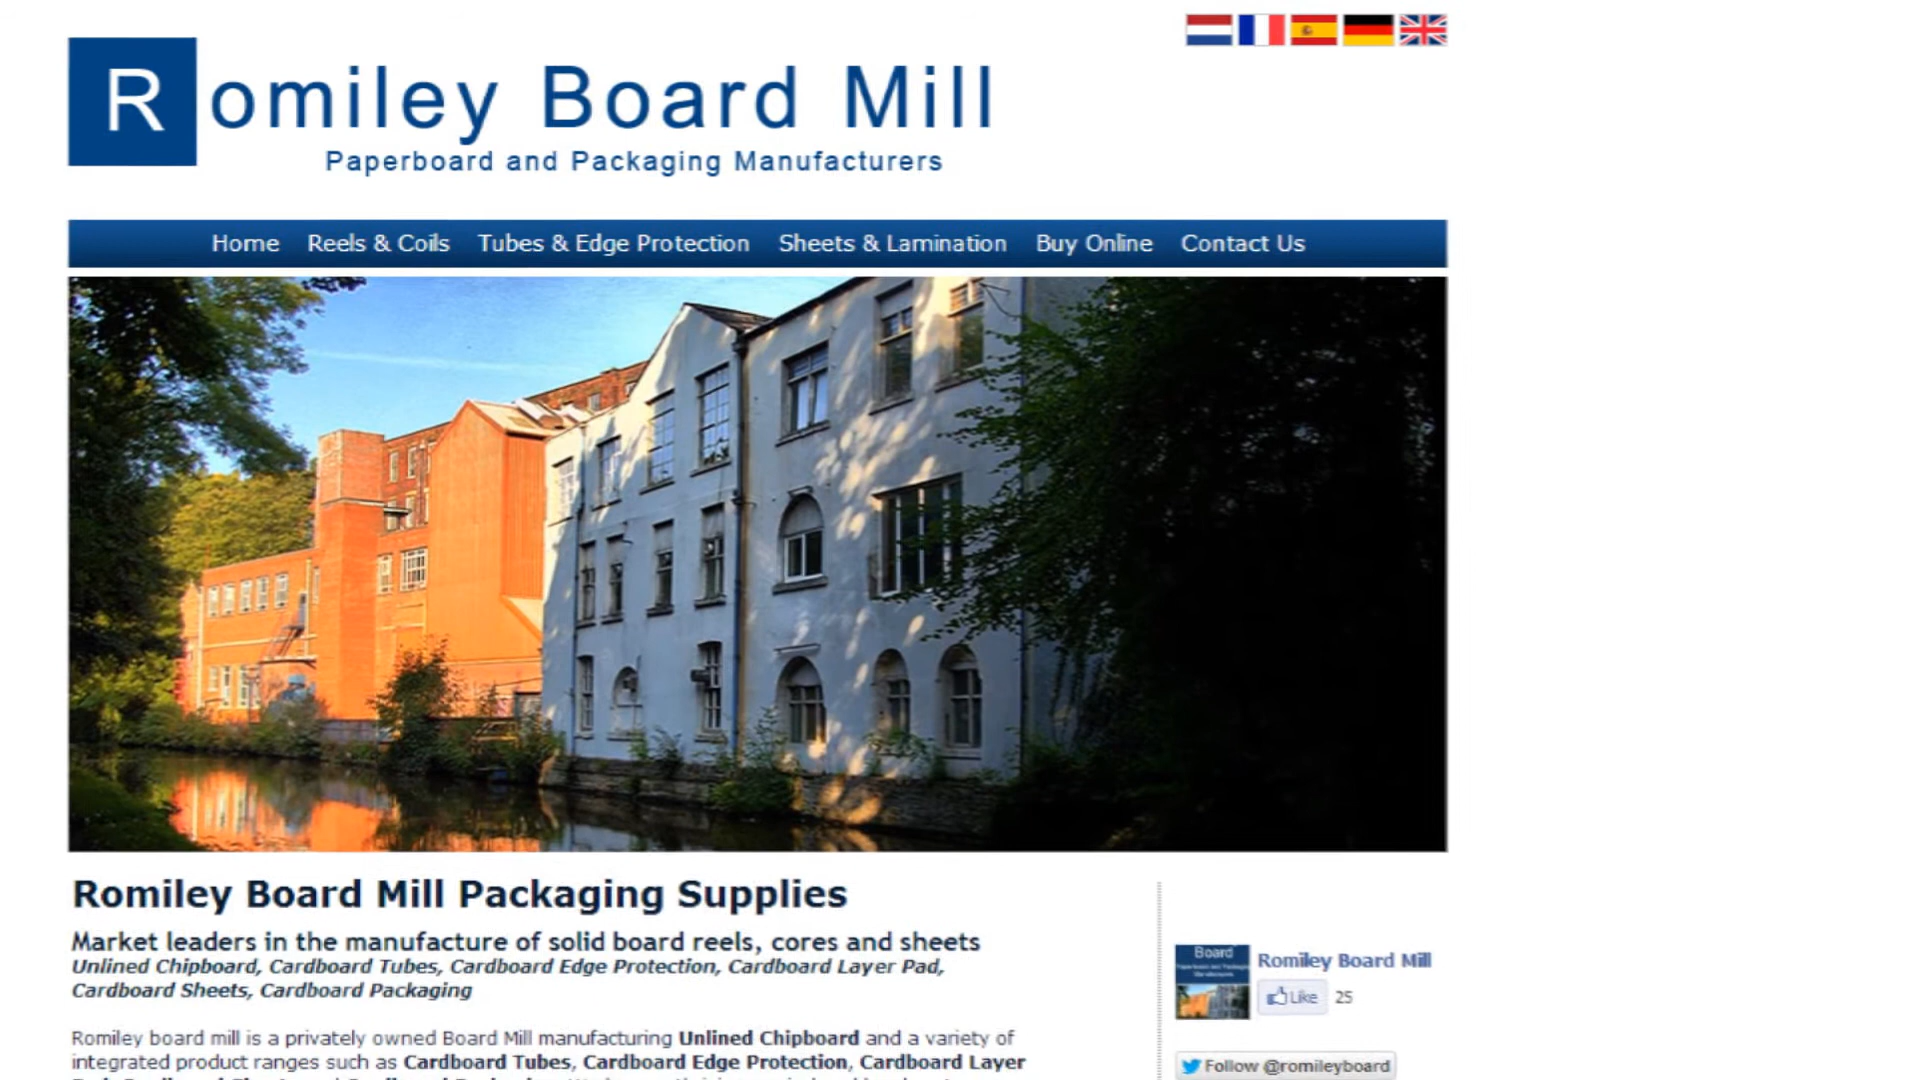 Romiley Board Mill
Paperboard and Packaging Manufacturers
Home Reels & Coils Tubes & Edge Protection Sheets & Lamination Buy Online Contact Us
Romiley Board Mill Packaging Supplies
Market leaders in the manufacture of solid board reels, cores and sheets
Unlined Chipboard, Cardboard Tubes, Cardboard Edge Protection, Cardboard Layer Pad,
Cardboard Sheets, Cardboard Packaging
Romiley board mill is a privately owned Board Mill manufacturing Unlined Chipboard and a variety of
integrated product ranges such as Cardboard Tubes, Cardboard Edge Protection, Cardboard Layer
Board
Romiley Board Mill
Like 25
Follow @romileyboard